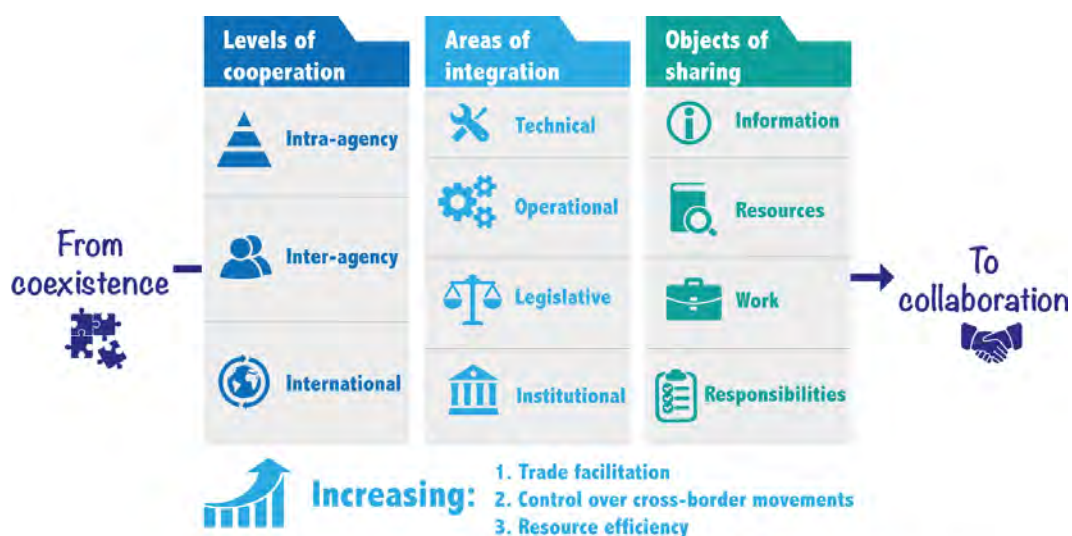 Levels of
cooperation
Intra-agency
Inter-agency
International
Areas of
integration
Technical
Operational
Legislative
Institutional
Objects of
sharing
Information
Resources
Work
Responsibilities
From
coexistence
To
collaboration
Increasing:
1. Trade facilitation
2. Control over cross-border movements
3. Resource efficiency